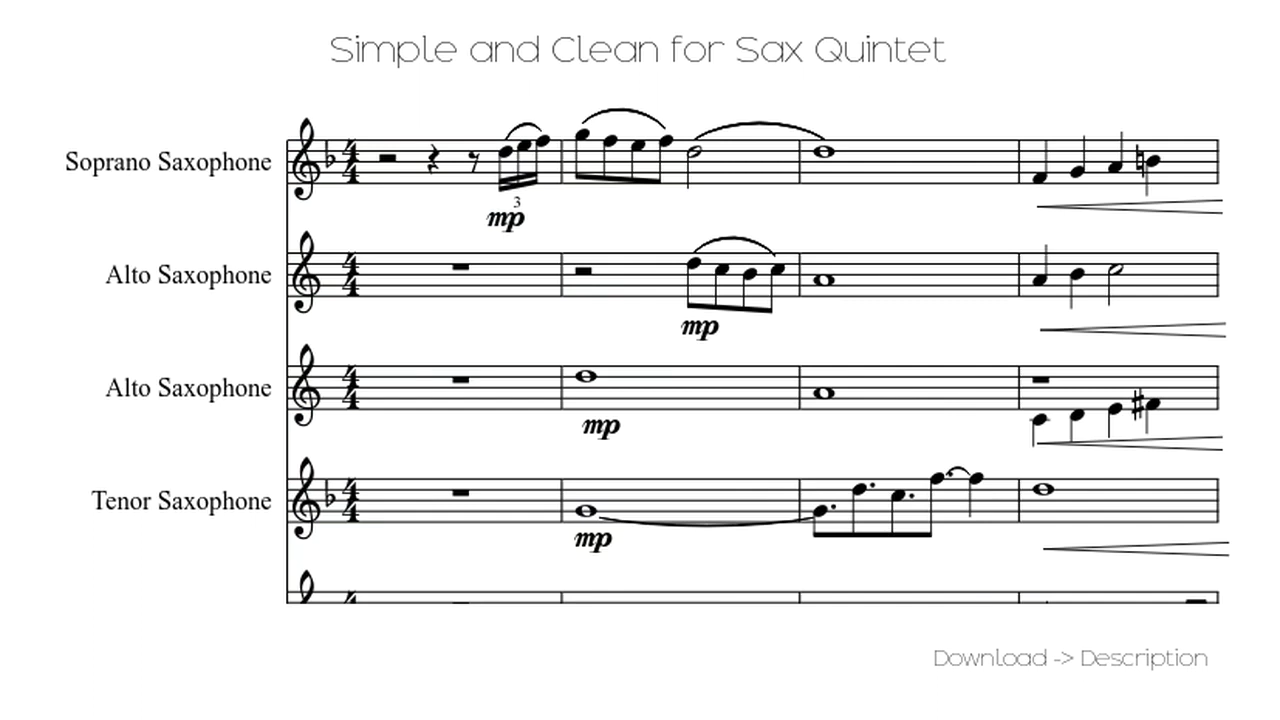 Simple and Clean for Sax Quintet
Soprano Saxophone
3
mp
Alto Saxophone
mp
Alto Saxophone
mp
Tenor Saxophone
mp
Download -> Description